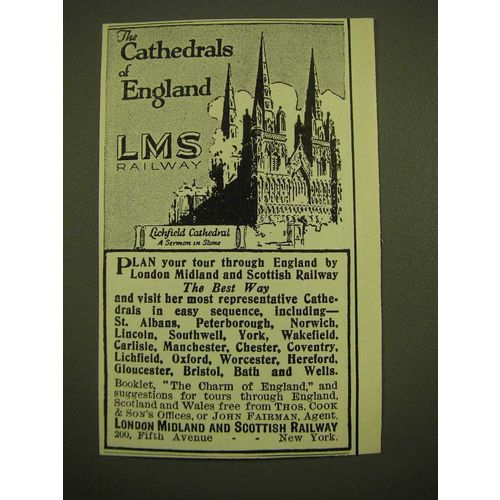 The
Cathedrals
of
England
LMS
RAILWAY
Lichfield Cathedral
A Sermon in Stone
PLAN your tour through England by
London Midland and Scottish Railway
The Best Way
and visit her most representative Cathe-
drals in easy sequence, including—
St. Albans, Peterborough, Norwich,
Lincoln, Southwell, York, Wakefield,
Carlisle, Manchester, Chester, Coventry,
Lichfield, Oxford, Worcester, Hereford,
Gloucester, Bristol, Bath and Wells.
Booklet, "The Charm of England," and
suggestions for tours through England,
Scotland and Wales free from THOS. COOK
& SON'S Offices, or JOHN FAIRMAN, Agent,
LONDON MIDLAND AND SCOTTISH RAILWAY
200, Fifth Avenue - - New York.